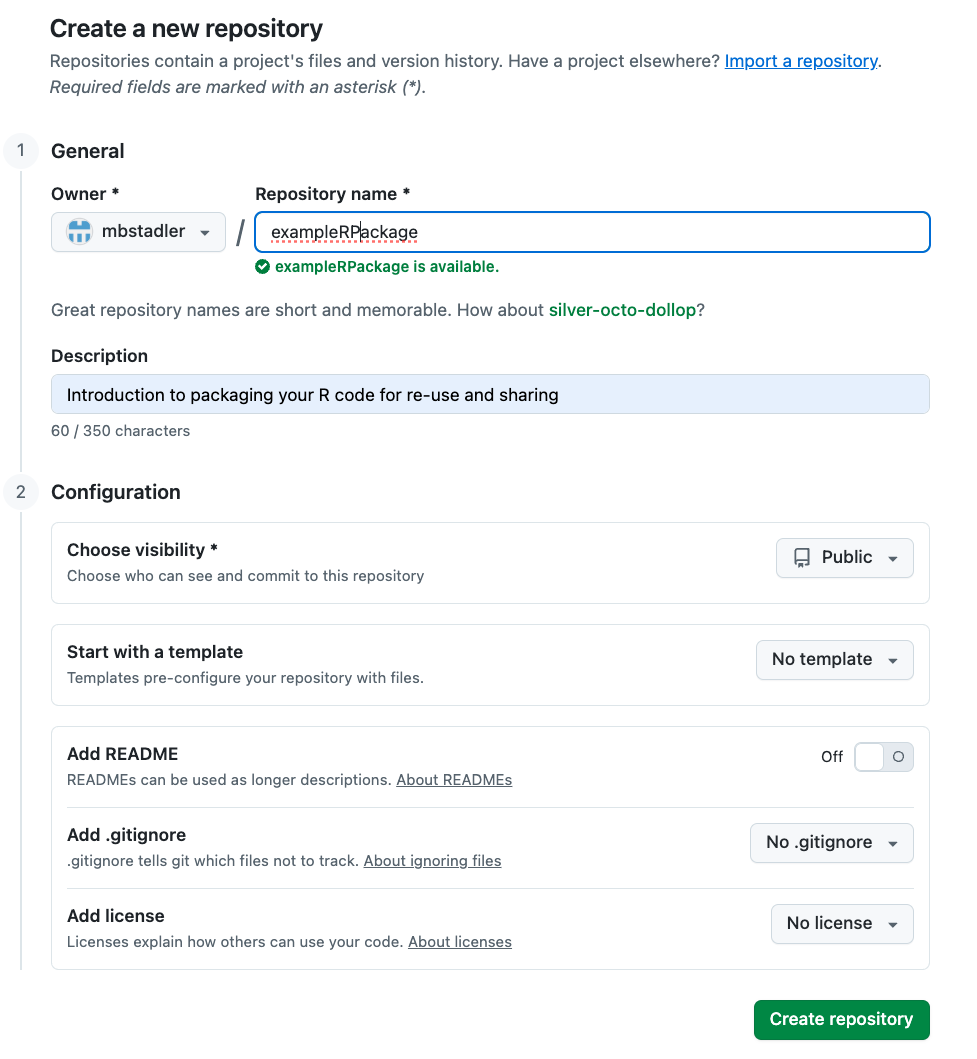 Create a new repository
Repositories contain a project's files and version history. Have a project elsewhere? Import a repository.
Required fields are marked with an asterisk (*).
1 General
Owner * Repository name *
mbstadler / exampleRPackage
exampleRPackage is available.
Great repository names are short and memorable. How about silver-octo-dollop?
Description
Introduction to packaging your R code for re-use and sharing
60 / 350 characters
2 Configuration
Choose visibility * Public
Choose who can see and commit to this repository
Start with a template No template
Templates pre-configure your repository with files.
Add README Off
READMEs can be used as longer descriptions. About READMEs
Add .gitignore No .gitignore
.gitignore tells git which files not to track. About ignoring files
Add license No license
Licenses explain how others can use your code. About licenses
Create repository